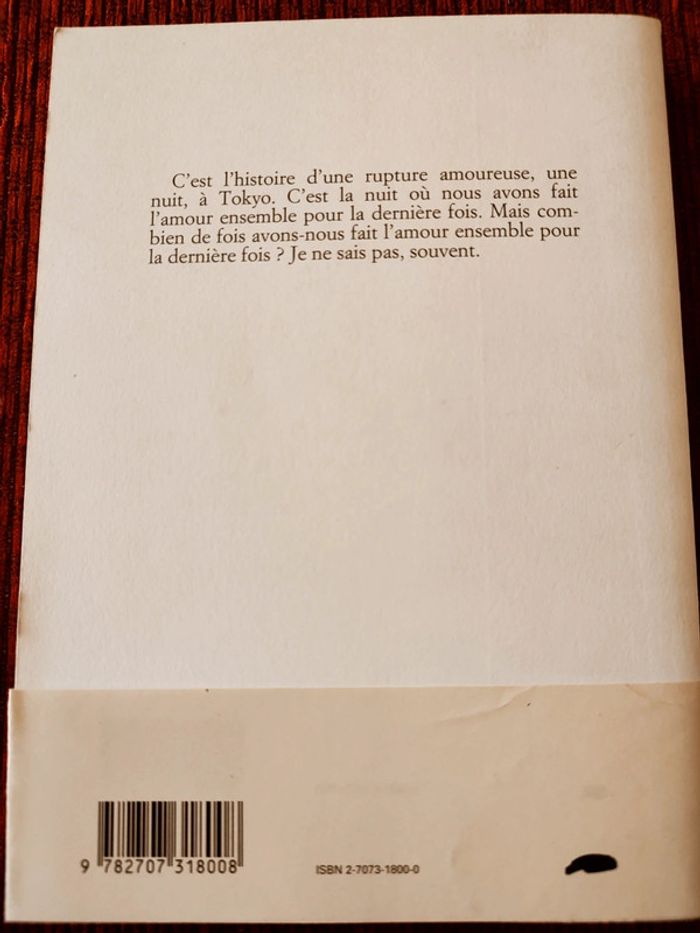 C'est l'histoire d'une rupture amoureuse, une
nuit, à Tokyo. C'est la nuit où nous avons fait
l'amour ensemble pour la dernière fois. Mais com-
bien de fois avons-nous fait l'amour ensemble pour
la dernière fois ? Je ne sais pas, souvent.
9 782707 318008
ISBN 2-7073-1800-0